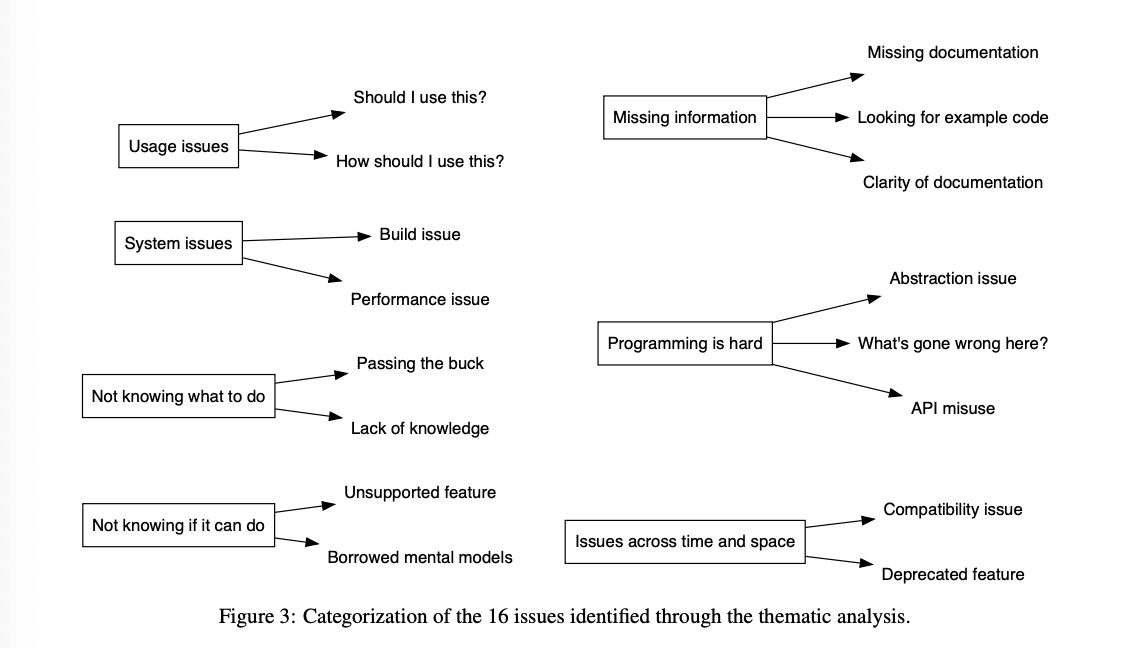 Usage issues
Should I use this?
How should I use this?
System issues
Build issue
Performance issue
Not knowing what to do
Passing the buck
Lack of knowledge
Not knowing if it can do
Unsupported feature
Borrowed mental models
Missing information
Missing documentation
Looking for example code
Clarity of documentation
Programming is hard
Abstraction issue
What's gone wrong here?
API misuse
Issues across time and space
Compatibility issue
Deprecated feature
Figure 3: Categorization of the 16 issues identified through the thematic analysis.